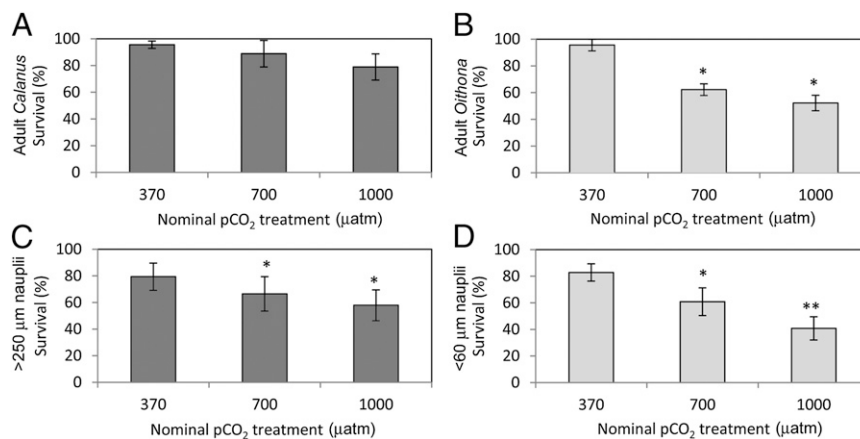 A
Adult Calanus
Survival (%)
100
80
60
40
20
0
370
700
1000
Nominal pCO₂ treatment (µatm)
B
Adult Oithona
Survival (%)
100
80
60
40
20
0
*
*
370
700
1000
Nominal pCO₂ treatment (µatm)
C
>250 µm nauplii
Survival (%)
100
80
60
40
20
0
*
*
370
700
1000
Nominal pCO₂ treatment (µatm)
D
<60 µm nauplii
Survival (%)
100
80
60
40
20
0
*
**
370
700
1000
Nominal pCO₂ treatment (µatm)